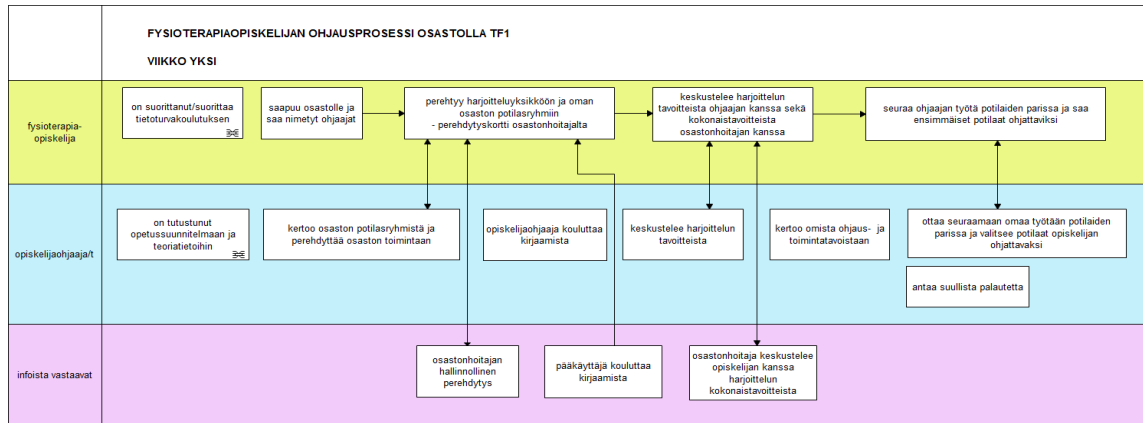 FYSIOTERAPIAOPISKELIJAN OHJAUSPROSESSI OSASTOLLA TF1
VIIKKO YKSI
fysioterapia-
opiskelija
on suorittanut/suorittaa
tietoturvakoulutuksen
saapuu osastolle ja
saa nimetyt ohjaajat
perehtyy harjoitteluyksikköön ja oman
osaston potilasryhmiin
- perehdytyskortti osastonhoitajalta
keskustelee harjoittelun
tavoitteista ohjaajan kanssa sekä
kokonaistavoitteista
osastonhoitajan kanssa
seuraa ohjaajan työtä potilaiden parissa ja saa
ensimmäiset potilaat ohjattaviksi
opiskelijaohjaaja/t
on tutustunut
opetussuunnitelmaan ja
teoriatietoihin
kertoo osaston potilasryhmistä ja
perehdyttää osaston toimintaan
opiskelijaohjaaja kouluttaa
kirjaamista
keskustelee harjoittelun
tavoitteista
kertoo omista ohjaus- ja
toimintatavoistaan
ottaa seuraamaan omaa työtään potilaiden
parissa ja valitsee potilaat opiskelijan
ohjattavaksi
antaa suullista palautetta
infoista vastaavat
osastonhoitajan
hallinnollinen
perehdytys
pääkäyttäjä kouluttaa
kirjaamista
osastonhoitaja keskustelee
opiskelijan kanssa
harjoittelun
kokonaistavoitteista